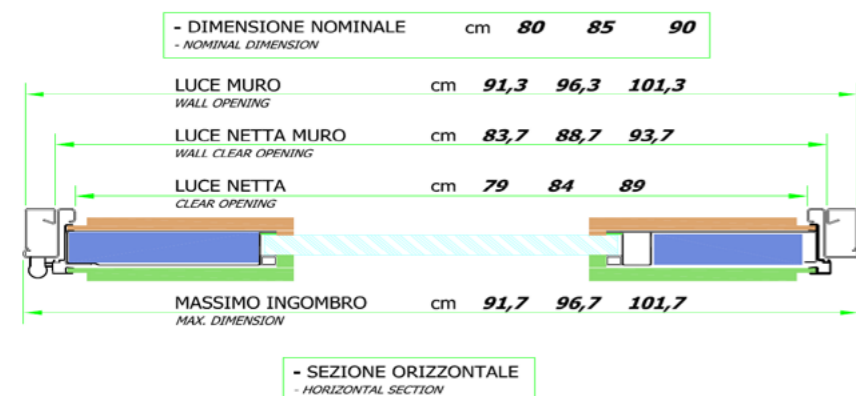 - DIMENSIONE NOMINALE cm 80 85 90
- NOMINAL DIMENSION
LUCE MURO cm 91,3 96,3 101,3
WALL OPENING
LUCE NETTA MURO cm 83,7 88,7 93,7
WALL CLEAR OPENING
LUCE NETTA cm 79 84 89
CLEAR OPENING
MASSIMO INGOMBRO cm 91,7 96,7 101,7
MAX. DIMENSION
- SEZIONE ORIZZONTALE
- HORIZONTAL SECTION